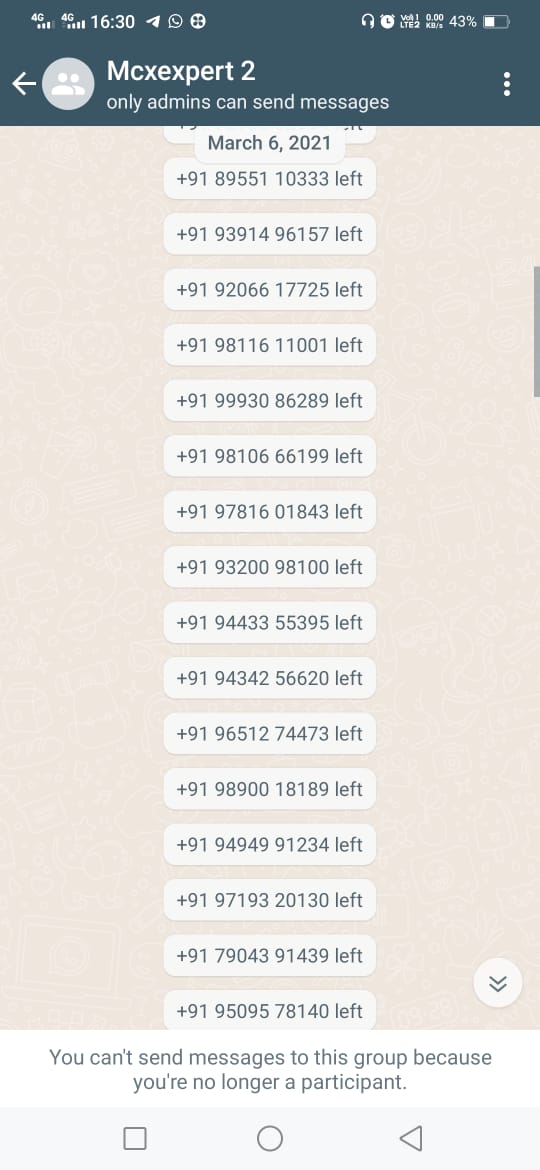 4G 4G 16:30 Vo) 1 LTE2 0.00 KB/s 43%
Mcxexpert 2
only admins can send messages
March 6, 2021
+91 89551 10333 left
+91 93914 96157 left
+91 92066 17725 left
+91 98116 11001 left
+91 99930 86289 left
+91 98106 66199 left
+91 97816 01843 left
+91 93200 98100 left
+91 94433 55395 left
+91 94342 56620 left
+91 96512 74473 left
+91 98900 18189 left
+91 94949 91234 left
+91 97193 20130 left
+91 79043 91439 left
+91 95095 78140 left
You can't send messages to this group because
you're no longer a participant.